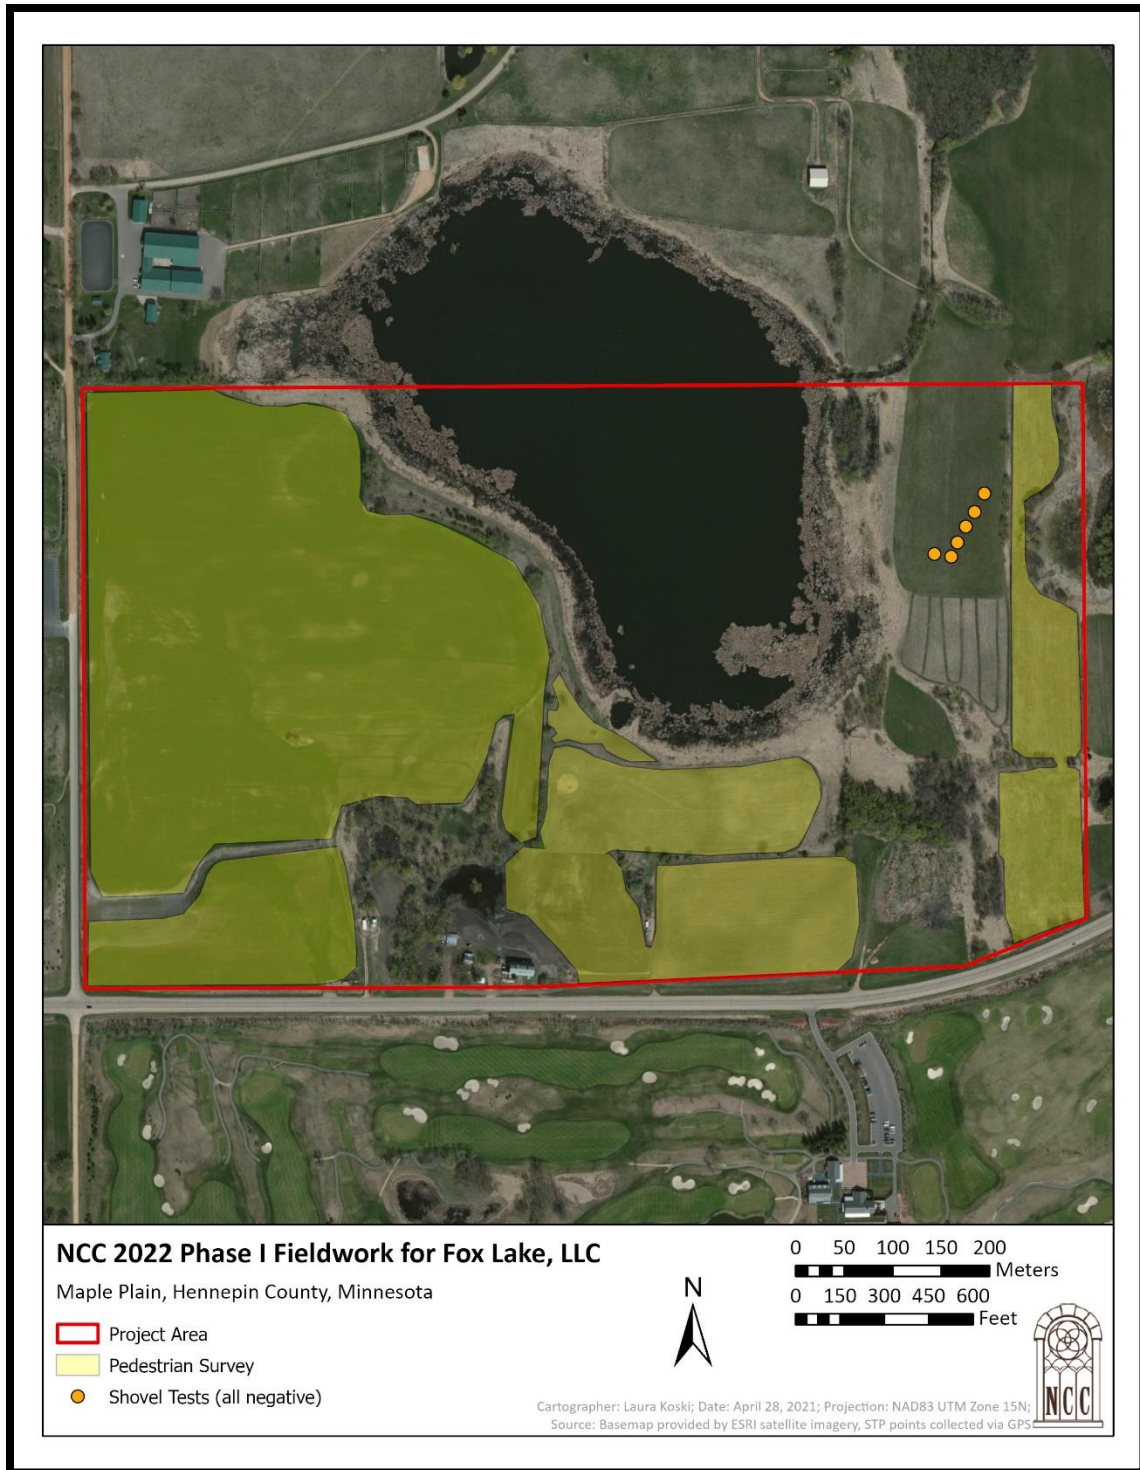 NCC 2022 Phase I Fieldwork for Fox Lake, LLC
Maple Plain, Hennepin County, Minnesota
Project Area
Pedestrian Survey
Shovel Tests (all negative)
N
0 50 100 150 200
Meters
0 150 300 450 600
Feet
Cartographer: Laura Koski; Date: April 28, 2021; Projection: NAD83 UTM Zone 15N;
Source: Basemap provided by ESRI satellite imagery, STP points collected via GPS
NCC